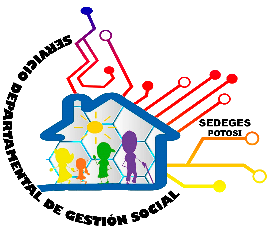 SERVICIO DEPARTAMENTAL DE GESTIÓN SOCIAL
SEDEGES
POTOSI